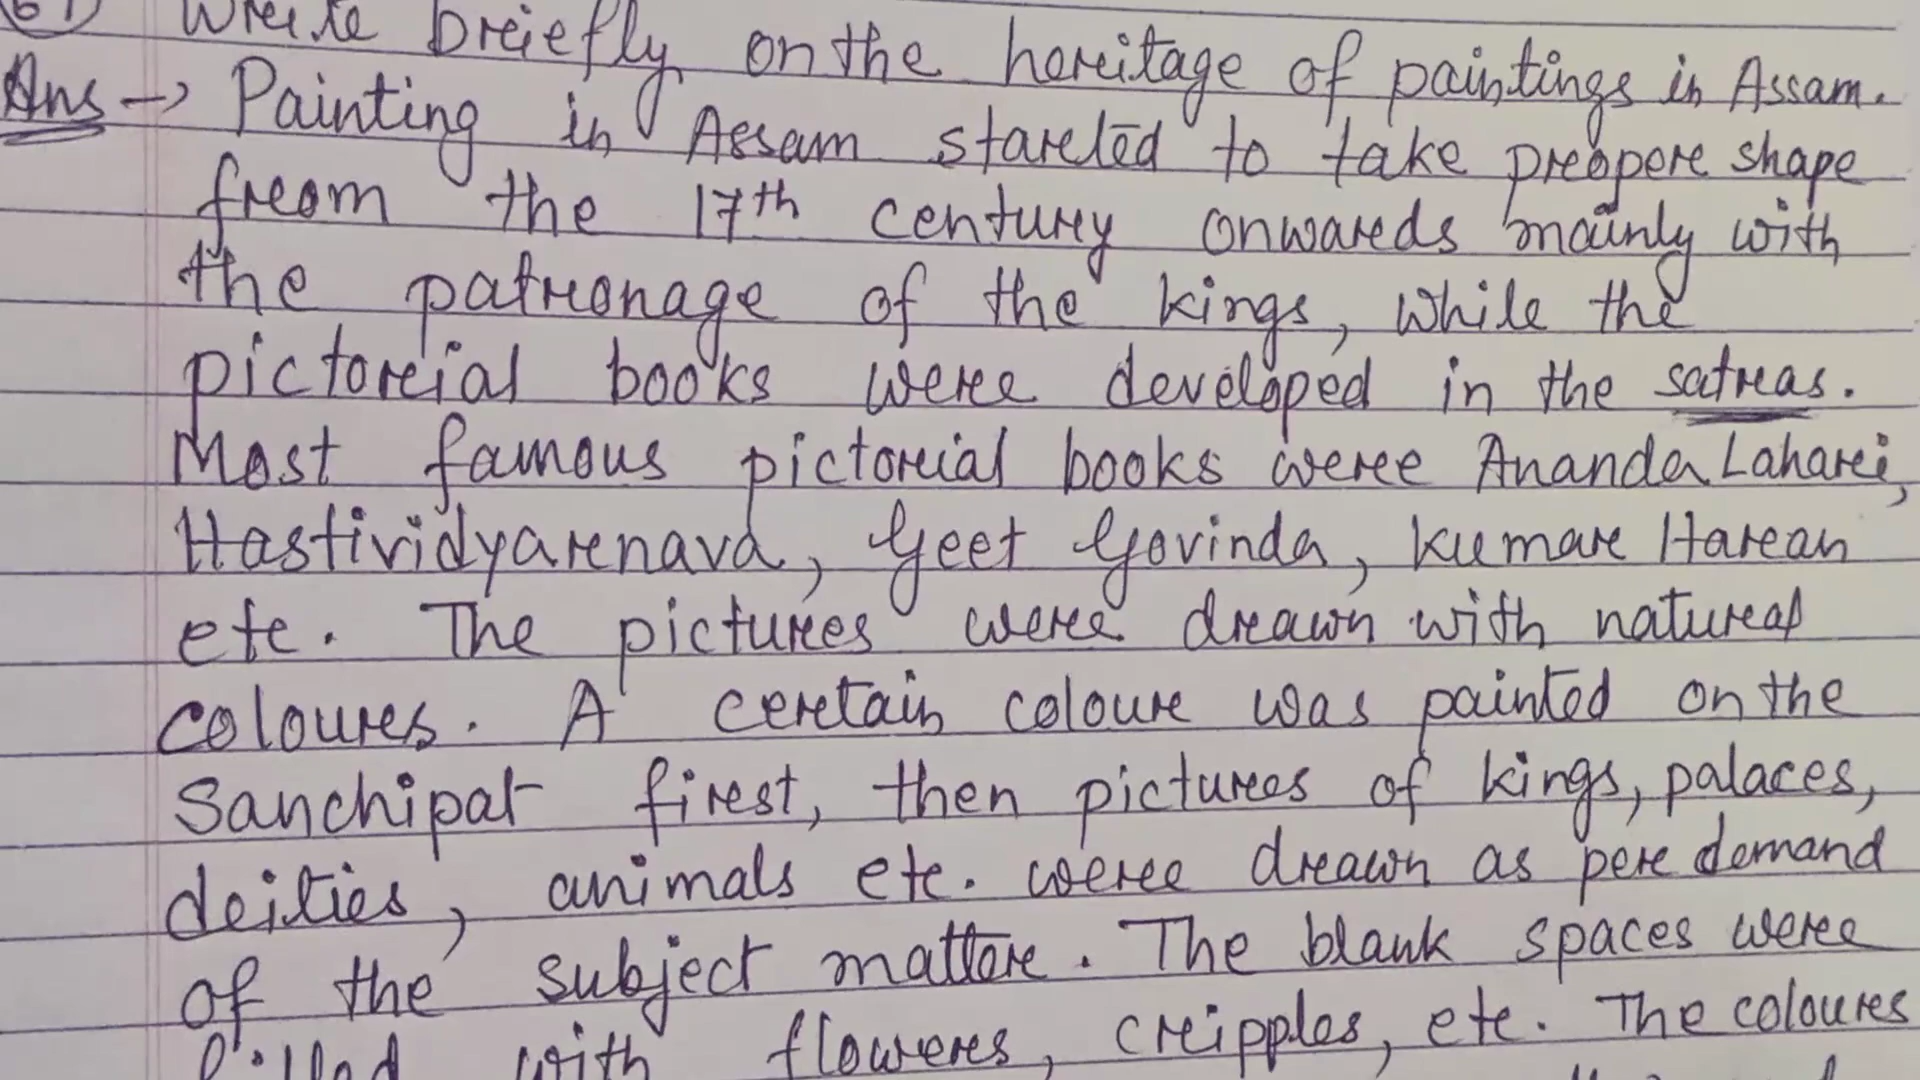 6) Write briefly on the heritage of paintings in Assam.
Ans → Painting in Assam started to take proper shape
from the 17th century onwards mainly with
the patronage of the kings, while the
pictorial books were developed in the satras.
Most famous pictorial books were Ananda Lahari,
Hastividyarnava, Geet Govinda, Kumar Haran
etc. The pictures were drawn with natural
colours. A certain colour was painted on the
Sanchipat first, then pictures of kings, palaces,
deities, animals etc. were drawn as per demand
of the subject matter. The blank spaces were
filled with flowers, cripples, etc. The colours